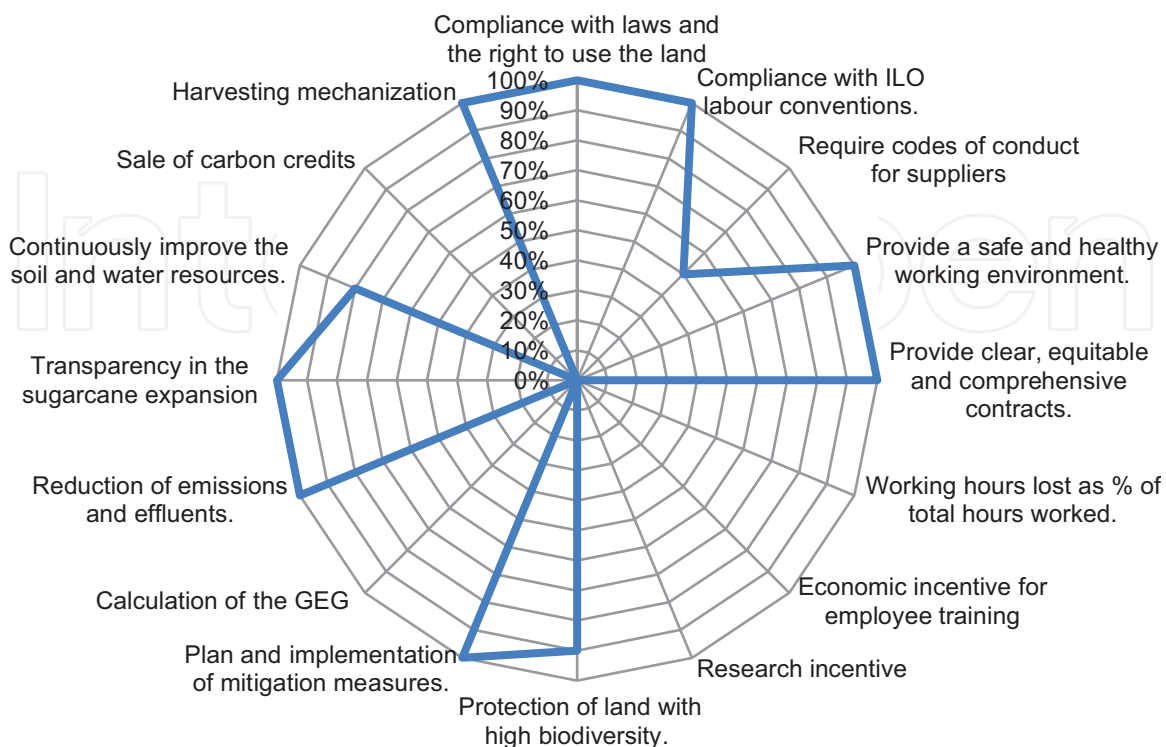 Compliance with laws and
the right to use the land
Compliance with ILO
labour conventions.
Require codes of conduct
for suppliers
Provide a safe and healthy
working environment.
Provide clear, equitable
and comprehensive
contracts.
Working hours lost as % of
total hours worked.
Economic incentive for
employee training
Research incentive
Protection of land with
high biodiversity.
Plan and implementation
of mitigation measures.
Calculation of the GEG
Reduction of emissions
and effluents.
Transparency in the
sugarcane expansion
Continuously improve the
soil and water resources.
Sale of carbon credits
Harvesting mechanization
100%
90%
80%
70%
60%
50%
40%
30%
20%
10%
0%